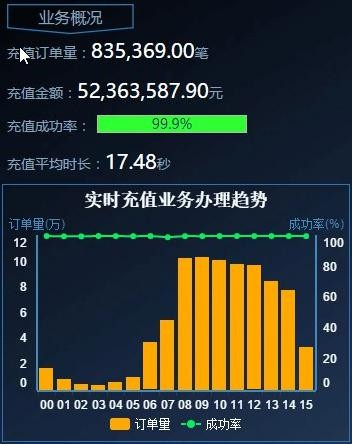 业务概况
充值订单量：835,369.00笔
充值金额：52,363,587.90元
充值成功率：99.9%
充值平均时长：17.48秒
实时充值业务办理趋势
订单量(万) 成功率(%)
12 100
10 80
8 60
6
4 40
2 20
0 0
00 01 02 03 04 05 06 07 08 09 10 11 12 13 14 15
订单量 成功率